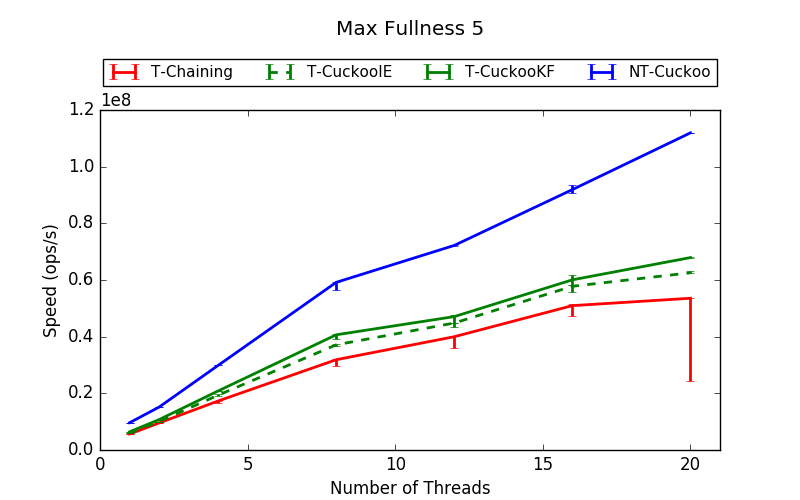 Max Fullness 5
T-Chaining T-CuckooIE T-CuckooKF NT-Cuckoo
1e8
1.2
1.0
0.8
0.6
0.4
0.2
0.0
Speed (ops/s)
0 5 10 15 20
Number of Threads